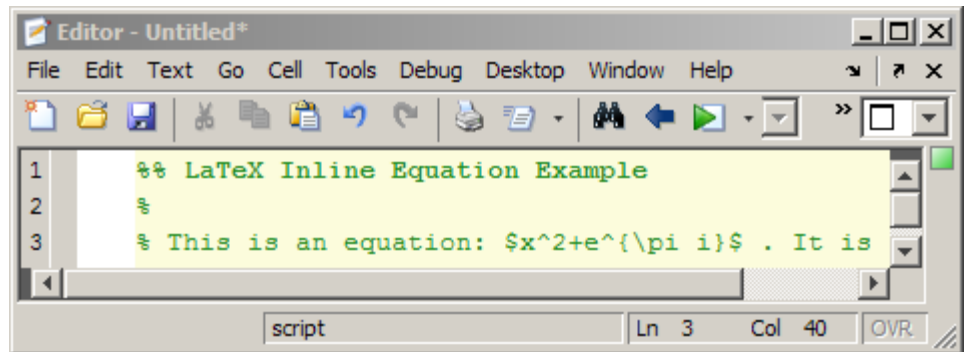 Editor - Untitled*
File Edit Text Go Cell Tools Debug Desktop Window Help
»
1 %% LaTeX Inline Equation Example
2 %
3 % This is an equation: $x^2+e^{\pi i}$ . It is
script Ln 3 Col 40 OVR